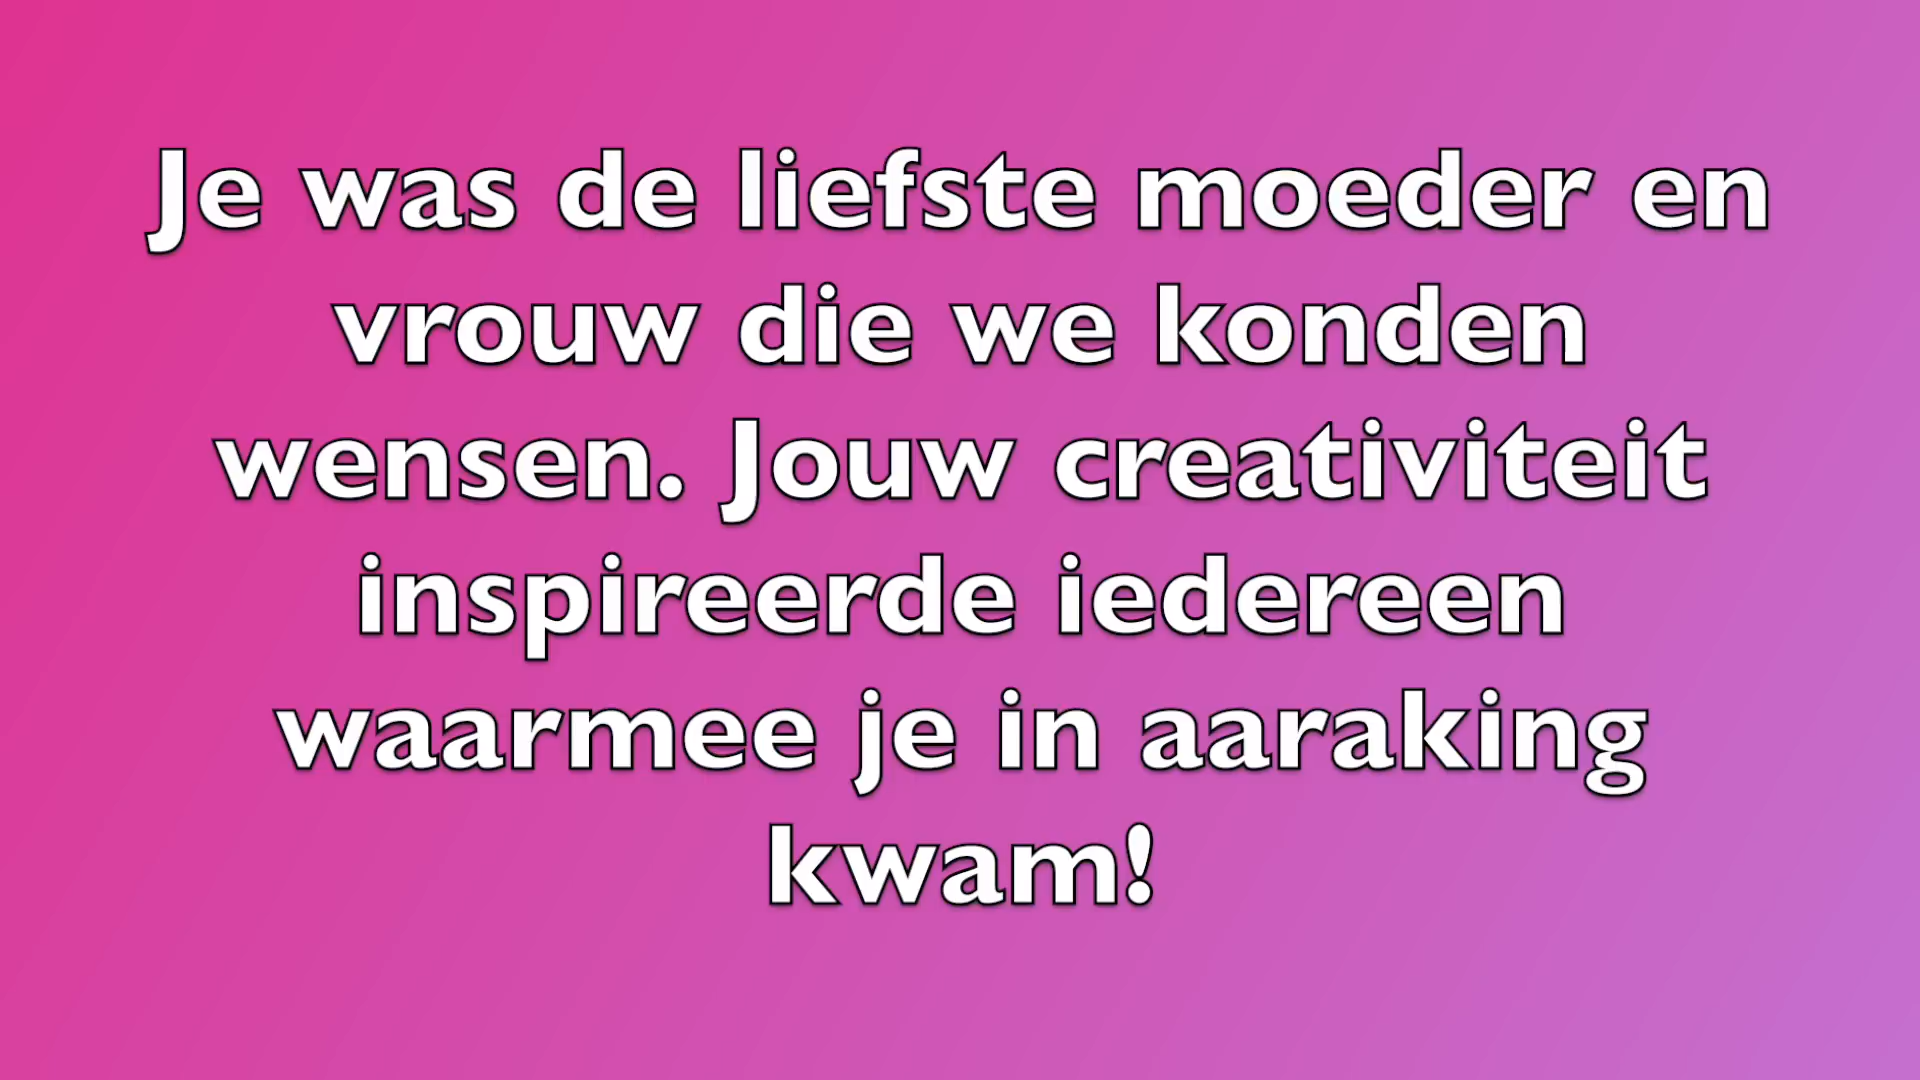 Je was de liefste moeder en
vrouw die we konden
wensen. Jouw creativiteit
inspireerde iedereen
waarmee je in aaraking
kwam!